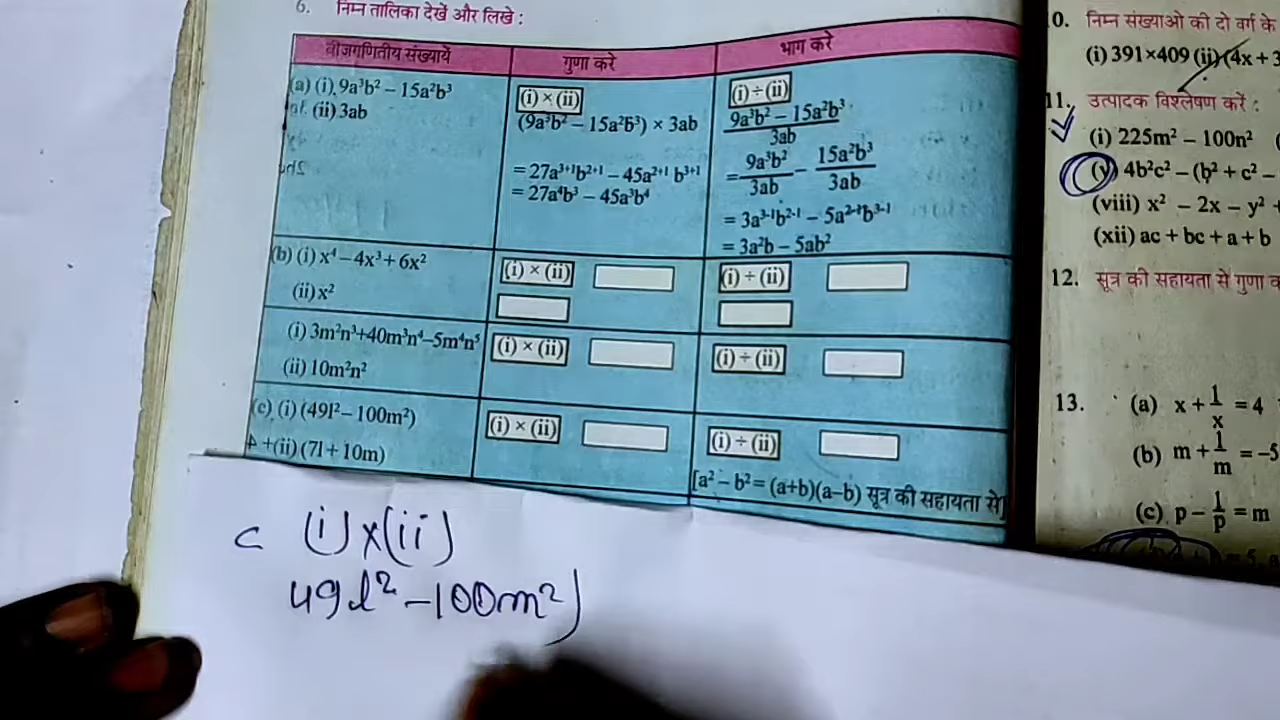 6. निम्न तालिका देखें और लिखे :
बीजगणितीय संख्यायें गुणा करे भाग करे
(a) (i) 9a³b² – 15a²b³ (i) × (ii) (i) ÷ (ii)
(ii) 3ab (9a³b² – 15a²b³) × 3ab 9a³b² – 15a²b³
3ab
= 27a³⁺¹b²⁺¹ – 45a²⁺¹ b³⁺¹ = 9a³b² – 15a²b³
3ab 3ab
= 27a⁴b³ – 45a³b⁴ = 3a³⁻¹b²⁻¹ – 5a²⁻¹b³⁻¹
= 3a²b – 5ab²
(b) (i) x⁴ – 4x³ + 6x² (i) × (ii) (i) ÷ (ii)
(ii) x²
(i) 3m²n³+40m³n⁴–5m⁴n⁵ (i) × (ii) (i) ÷ (ii)
(ii) 10m²n²
(c) (i) (49l² – 100m²) (i) × (ii) (i) ÷ (ii)
(ii) (7l + 10m)
[a² – b² = (a+b)(a–b) सूत्र की सहायता से]
c (i) x (ii)
49l² – 100m²)
0. निम्न संख्याओ की दो वर्ग के
(i) 391×409 (ii) (4x + 3
11. उत्पादक विश्लेषण करें :
(i) 225m² – 100n² (
(v) 4b²c² – (b² + c² –
(viii) x² – 2x – y² +
(xii) ac + bc + a + b
12. सूत्र की सहायता से गुणा
13. (a) x + 1/x = 4
(b) m + 1/m = –5
(c) p – 1/p = m